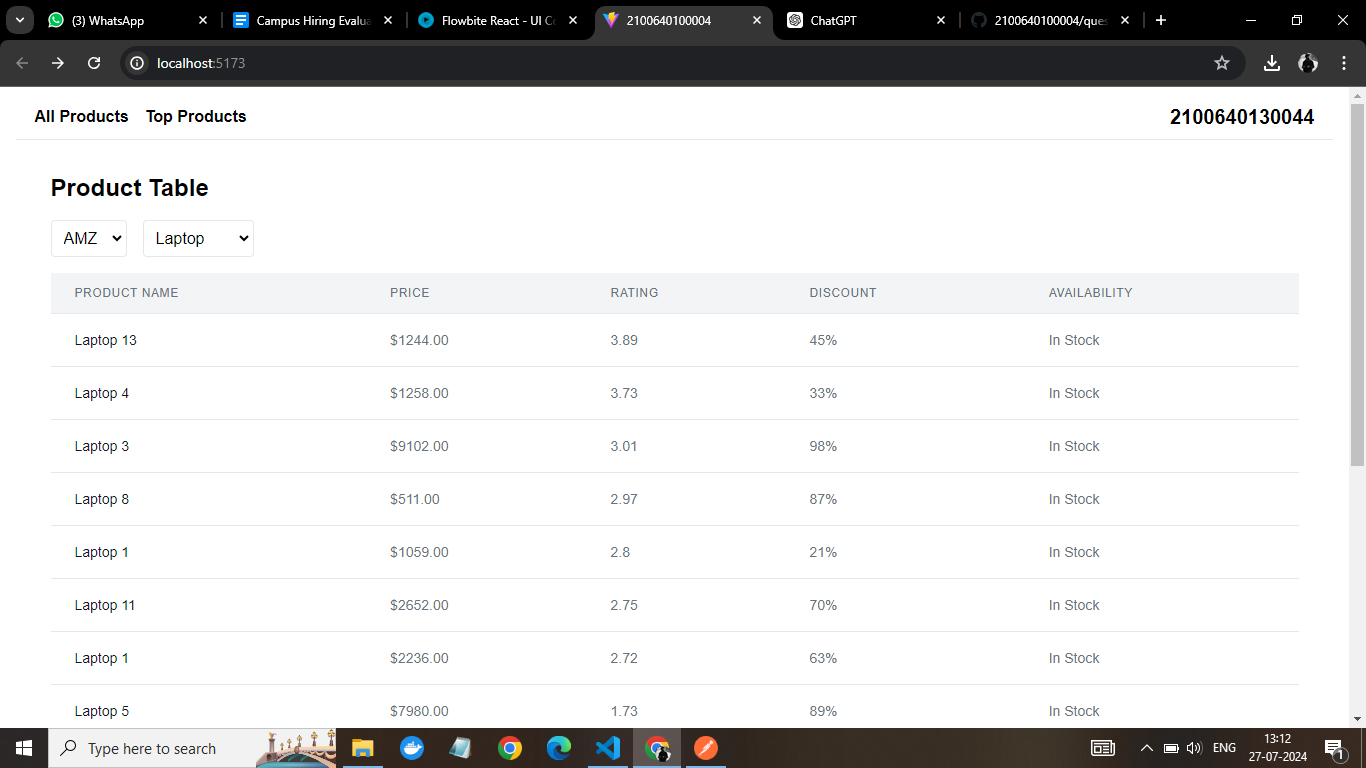 (3) WhatsApp
Campus Hiring Evalua
Flowbite React - UI Co
2100640100004
ChatGPT
2100640100004/ques
localhost:5173
All Products Top Products 2100640130044
Product Table
AMZ Laptop
PRODUCT NAME PRICE RATING DISCOUNT AVAILABILITY
Laptop 13 $1244.00 3.89 45% In Stock
Laptop 4 $1258.00 3.73 33% In Stock
Laptop 3 $9102.00 3.01 98% In Stock
Laptop 8 $511.00 2.97 87% In Stock
Laptop 1 $1059.00 2.8 21% In Stock
Laptop 11 $2652.00 2.75 70% In Stock
Laptop 1 $2236.00 2.72 63% In Stock
Laptop 5 $7980.00 1.73 89% In Stock
Type here to search
ENG
13:12
27-07-2024
1